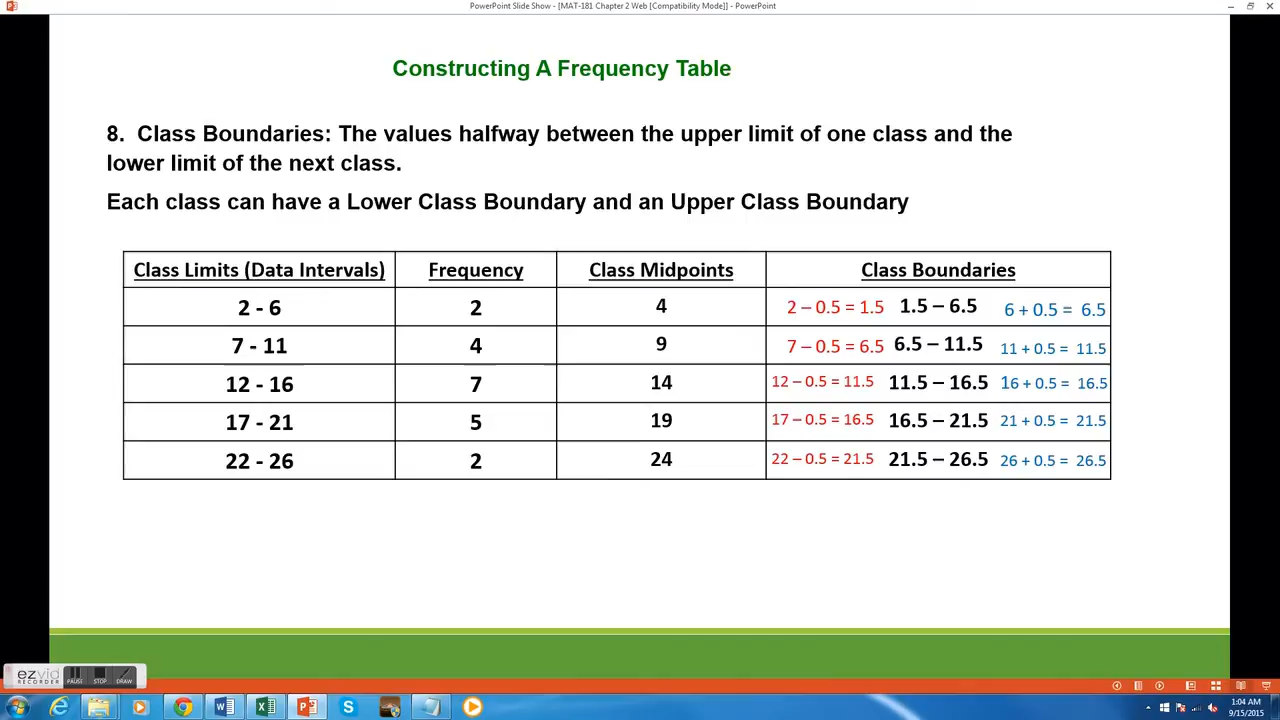 PowerPoint Slide Show - [MAT-181 Chapter 2 Web [Compatibility Mode]] - PowerPoint
Constructing A Frequency Table
8. Class Boundaries: The values halfway between the upper limit of one class and the
lower limit of the next class.
Each class can have a Lower Class Boundary and an Upper Class Boundary
Class Limits (Data Intervals) Frequency Class Midpoints Class Boundaries
2 - 6 2 4 2 – 0.5 = 1.5 1.5 – 6.5 6 + 0.5 = 6.5
7 - 11 4 9 7 – 0.5 = 6.5 6.5 – 11.5 11 + 0.5 = 11.5
12 - 16 7 14 12 – 0.5 = 11.5 11.5 – 16.5 16 + 0.5 = 16.5
17 - 21 5 19 17 – 0.5 = 16.5 16.5 – 21.5 21 + 0.5 = 21.5
22 - 26 2 24 22 – 0.5 = 21.5 21.5 – 26.5 26 + 0.5 = 26.5
ezvid
RECORDER
PAUSE STOP DRAW
1:04 AM
9/15/2015